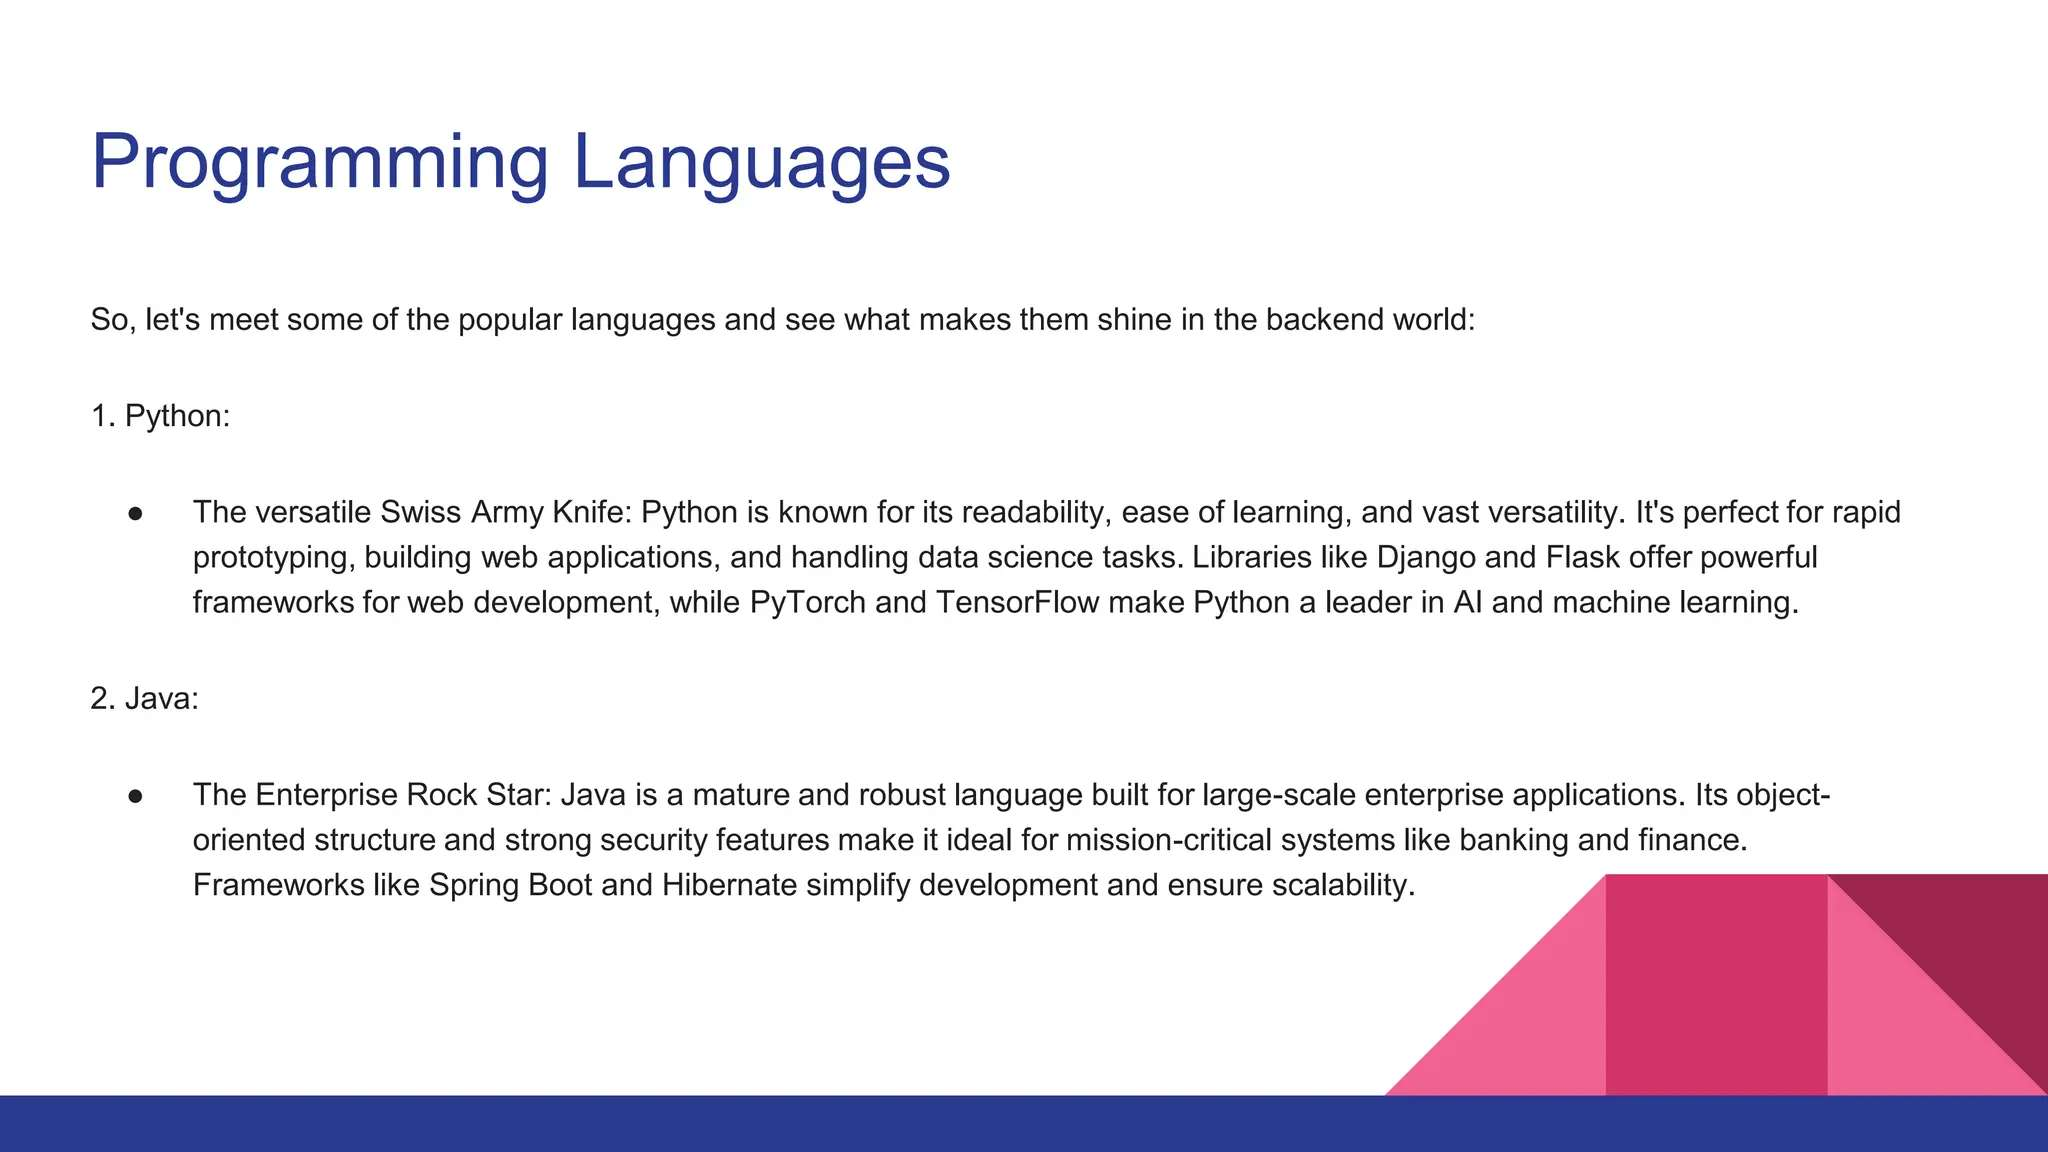 Programming Languages
So, let's meet some of the popular languages and see what makes them shine in the backend world:
1. Python:
● The versatile Swiss Army Knife: Python is known for its readability, ease of learning, and vast versatility. It's perfect for rapid
prototyping, building web applications, and handling data science tasks. Libraries like Django and Flask offer powerful
frameworks for web development, while PyTorch and TensorFlow make Python a leader in AI and machine learning.
2. Java:
● The Enterprise Rock Star: Java is a mature and robust language built for large-scale enterprise applications. Its object-
oriented structure and strong security features make it ideal for mission-critical systems like banking and finance.
Frameworks like Spring Boot and Hibernate simplify development and ensure scalability.